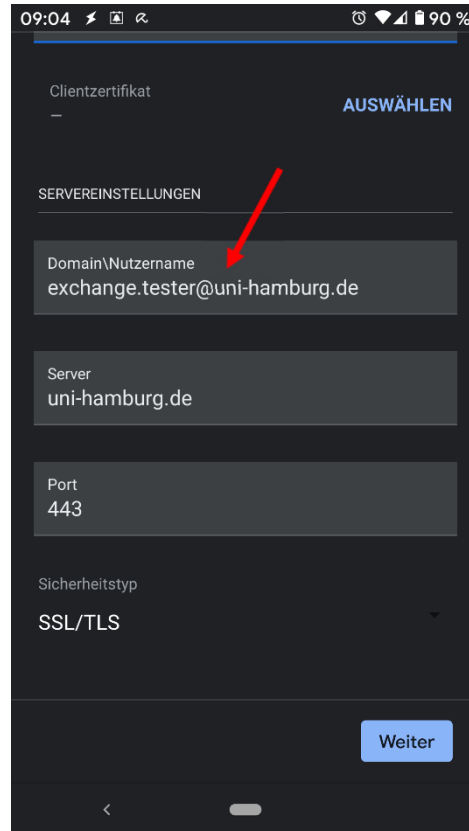 09:04 90 %
Clientzertifikat
–
AUSWÄHLEN
SERVEREINSTELLUNGEN
Domain\Nutzername
exchange.tester@uni-hamburg.de
Server
uni-hamburg.de
Port
443
Sicherheitstyp
SSL/TLS
Weiter